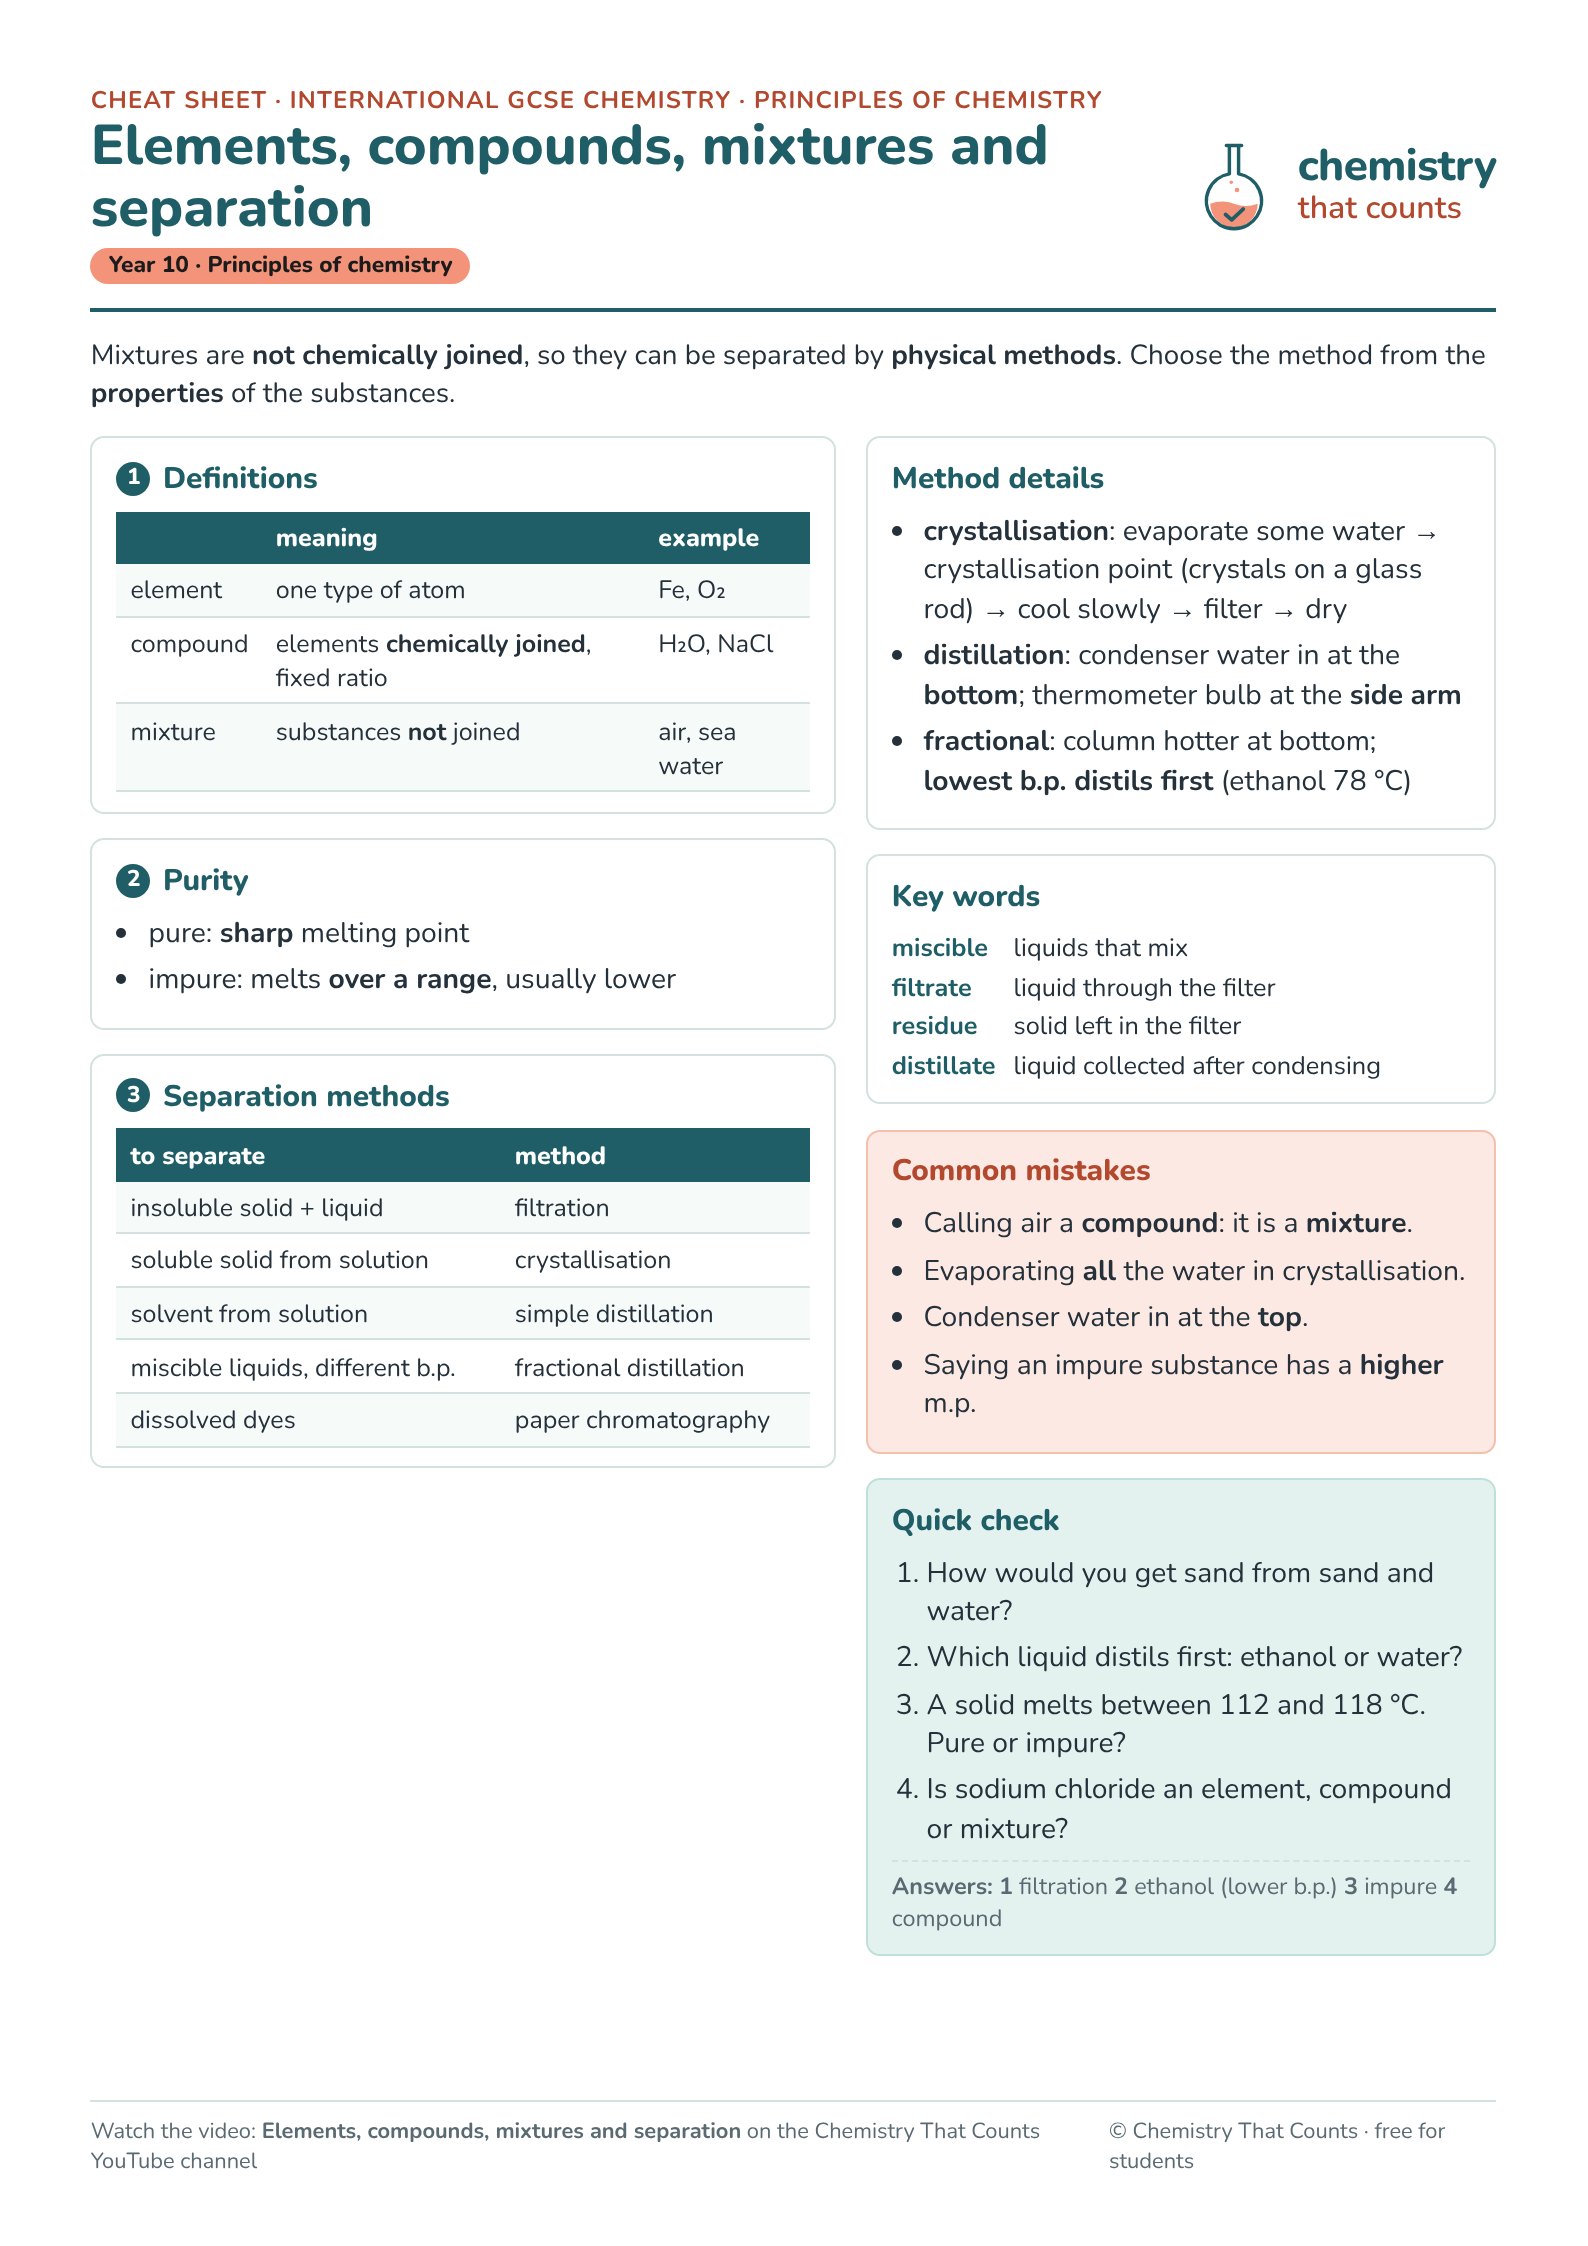 CHEAT SHEET · INTERNATIONAL GCSE CHEMISTRY · PRINCIPLES OF CHEMISTRY
Elements, compounds, mixtures and
separation
Year 10 · Principles of chemistry
chemistry
that counts
Mixtures are not chemically joined, so they can be separated by physical methods. Choose the method from the
properties of the substances.
1 Definitions
meaning example
element one type of atom Fe, O₂
compound elements chemically joined, H₂O, NaCl
fixed ratio
mixture substances not joined air, sea
water
2 Purity
• pure: sharp melting point
• impure: melts over a range, usually lower
3 Separation methods
to separate method
insoluble solid + liquid filtration
soluble solid from solution crystallisation
solvent from solution simple distillation
miscible liquids, different b.p. fractional distillation
dissolved dyes paper chromatography
Method details
• crystallisation: evaporate some water →
crystallisation point (crystals on a glass
rod) → cool slowly → filter → dry
• distillation: condenser water in at the
bottom; thermometer bulb at the side arm
• fractional: column hotter at bottom;
lowest b.p. distils first (ethanol 78 °C)
Key words
miscible liquids that mix
filtrate liquid through the filter
residue solid left in the filter
distillate liquid collected after condensing
Common mistakes
• Calling air a compound: it is a mixture.
• Evaporating all the water in crystallisation.
• Condenser water in at the top.
• Saying an impure substance has a higher
m.p.
Quick check
1. How would you get sand from sand and
water?
2. Which liquid distils first: ethanol or water?
3. A solid melts between 112 and 118 °C.
Pure or impure?
4. Is sodium chloride an element, compound
or mixture?
Answers: 1 filtration 2 ethanol (lower b.p.) 3 impure 4
compound
Watch the video: Elements, compounds, mixtures and separation on the Chemistry That Counts
YouTube channel
© Chemistry That Counts · free for
students